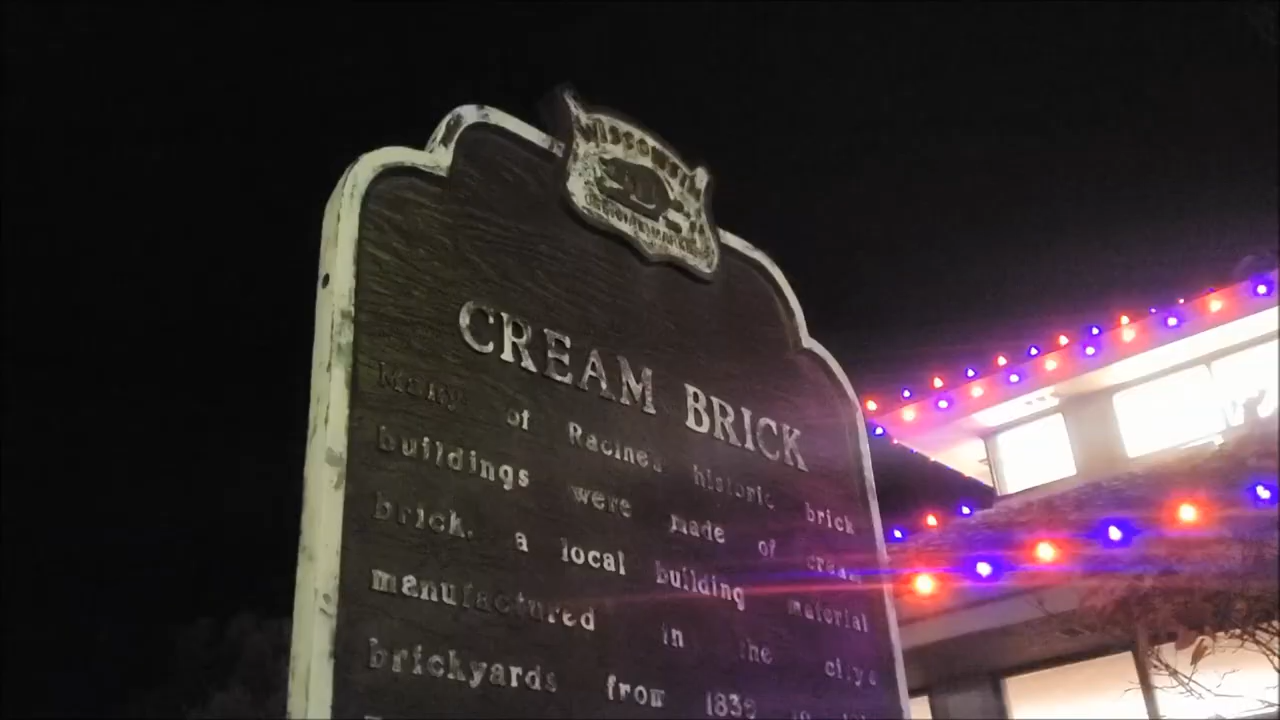 WISCONSIN
CREAM BRICK
Many of Racine's historic brick
buildings were made of cream
brick, a local building material
manufactured in the city's
brickyards from